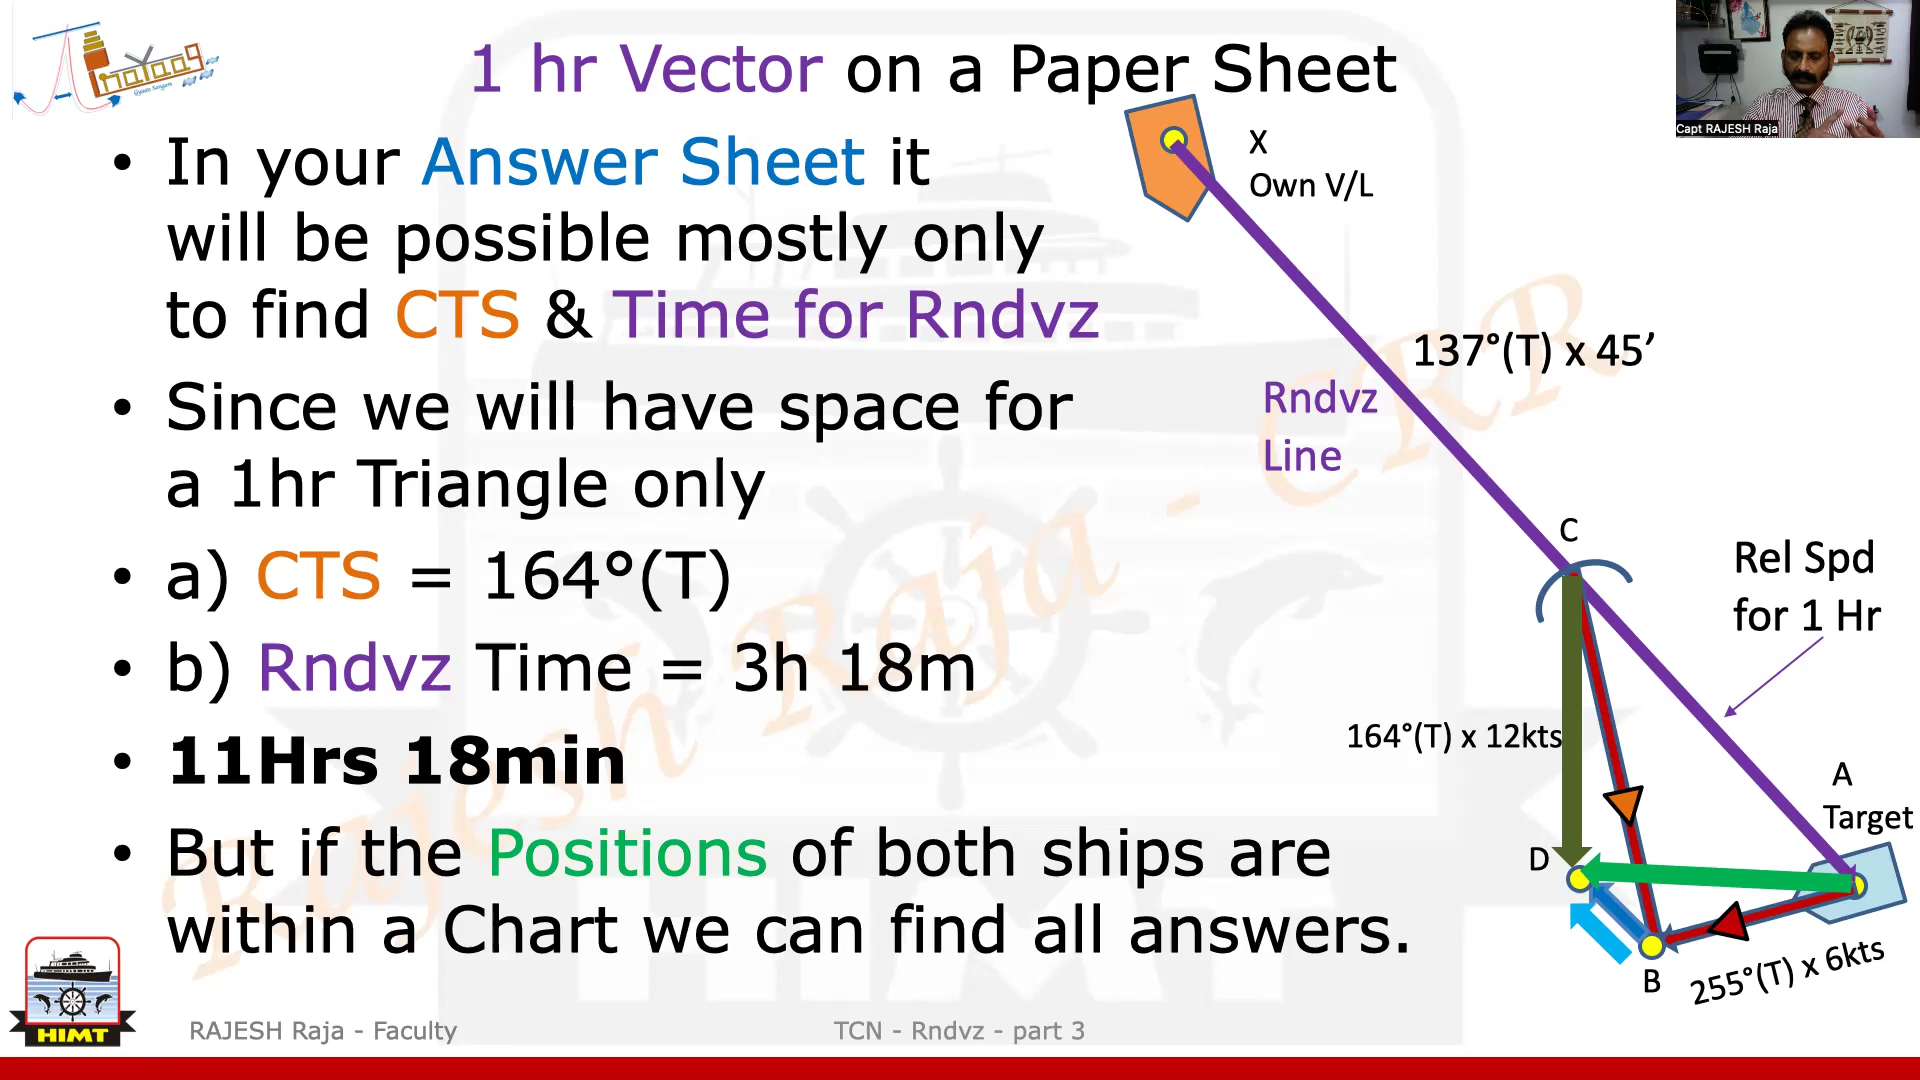 1 hr Vector on a Paper Sheet
• In your Answer Sheet it
will be possible mostly only
to find CTS & Time for Rndvz
• Since we will have space for
a 1hr Triangle only
• a) CTS = 164°(T)
• b) Rndvz Time = 3h 18m
• 11Hrs 18min
• But if the Positions of both ships are
within a Chart we can find all answers.
X
Own V/L
137°(T) x 45’
Rndvz
Line
C
Rel Spd
for 1 Hr
164°(T) x 12kts
A
Target
D
B
255°(T) x 6kts
Capt RAJESH Raja
Rajesh Raja - CRR
HIMT
HIMT
RAJESH Raja - Faculty
TCN - Rndvz - part 3